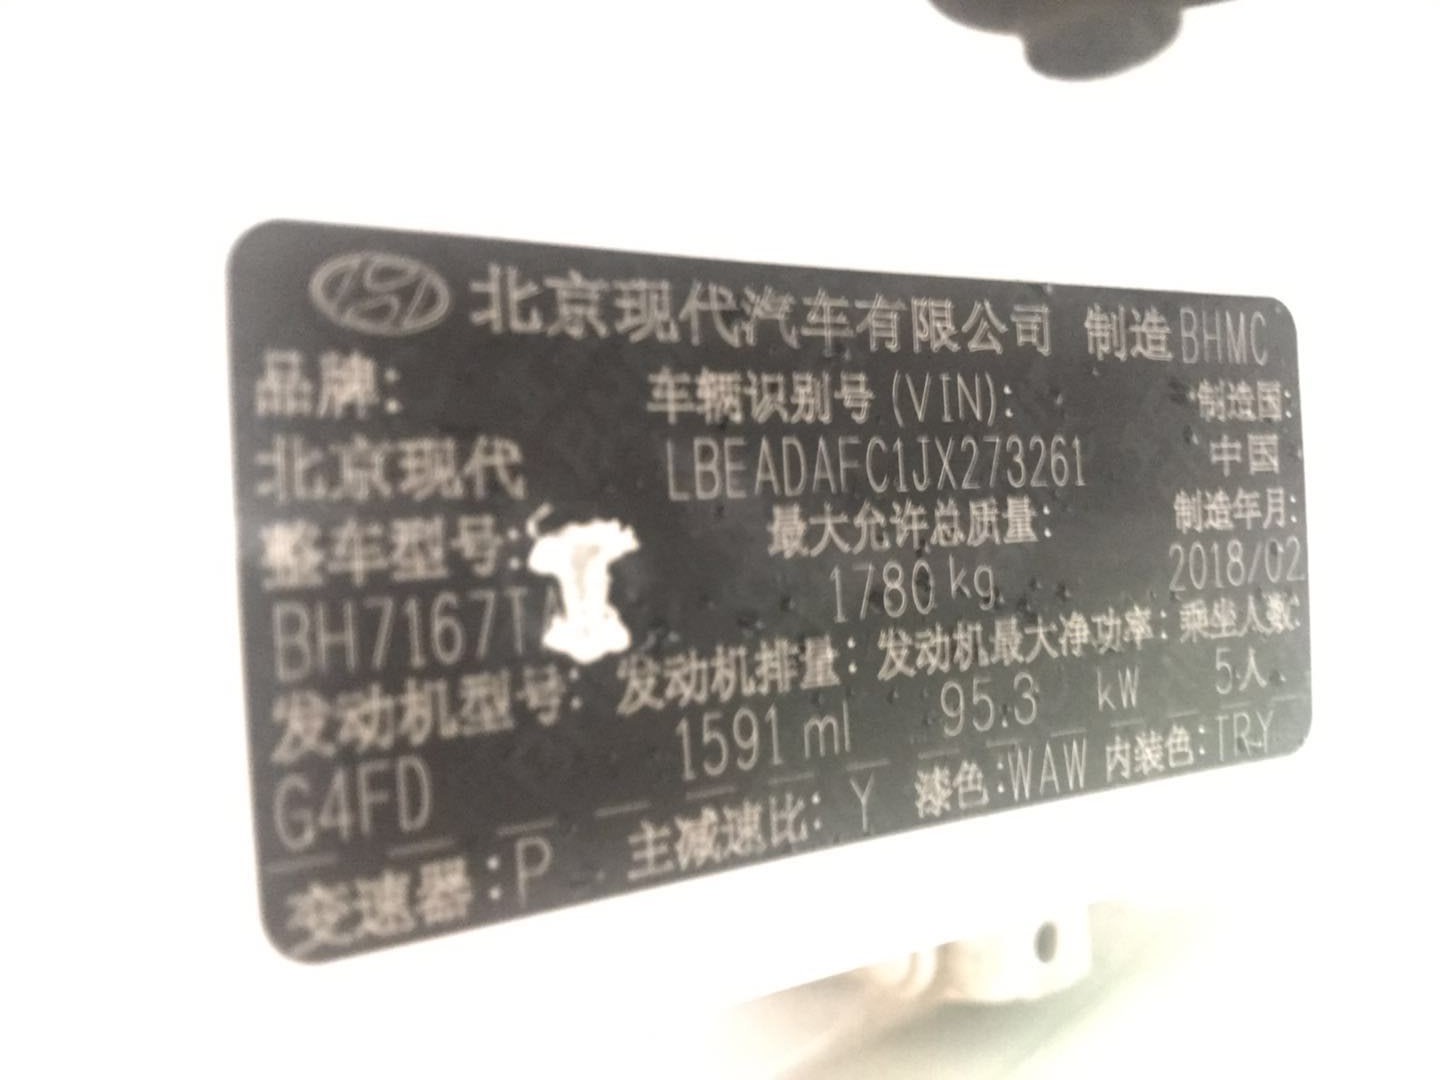 北京现代汽车有限公司 制造 BHMC
品牌: 车辆识别号 (VIN): 制造国:
北京现代 LBEADAFC1JX273261 中国
整车型号: 最大允许总质量: 制造年月:
BH7167T 1780 kg 2018/02
发动机型号: 发动机排量: 发动机最大净功率: 乘坐人数:
G4FD 1591 ml 95.3 kW 5人
变速器:P 主减速比: Y 漆色:WAW 内装色:TRY